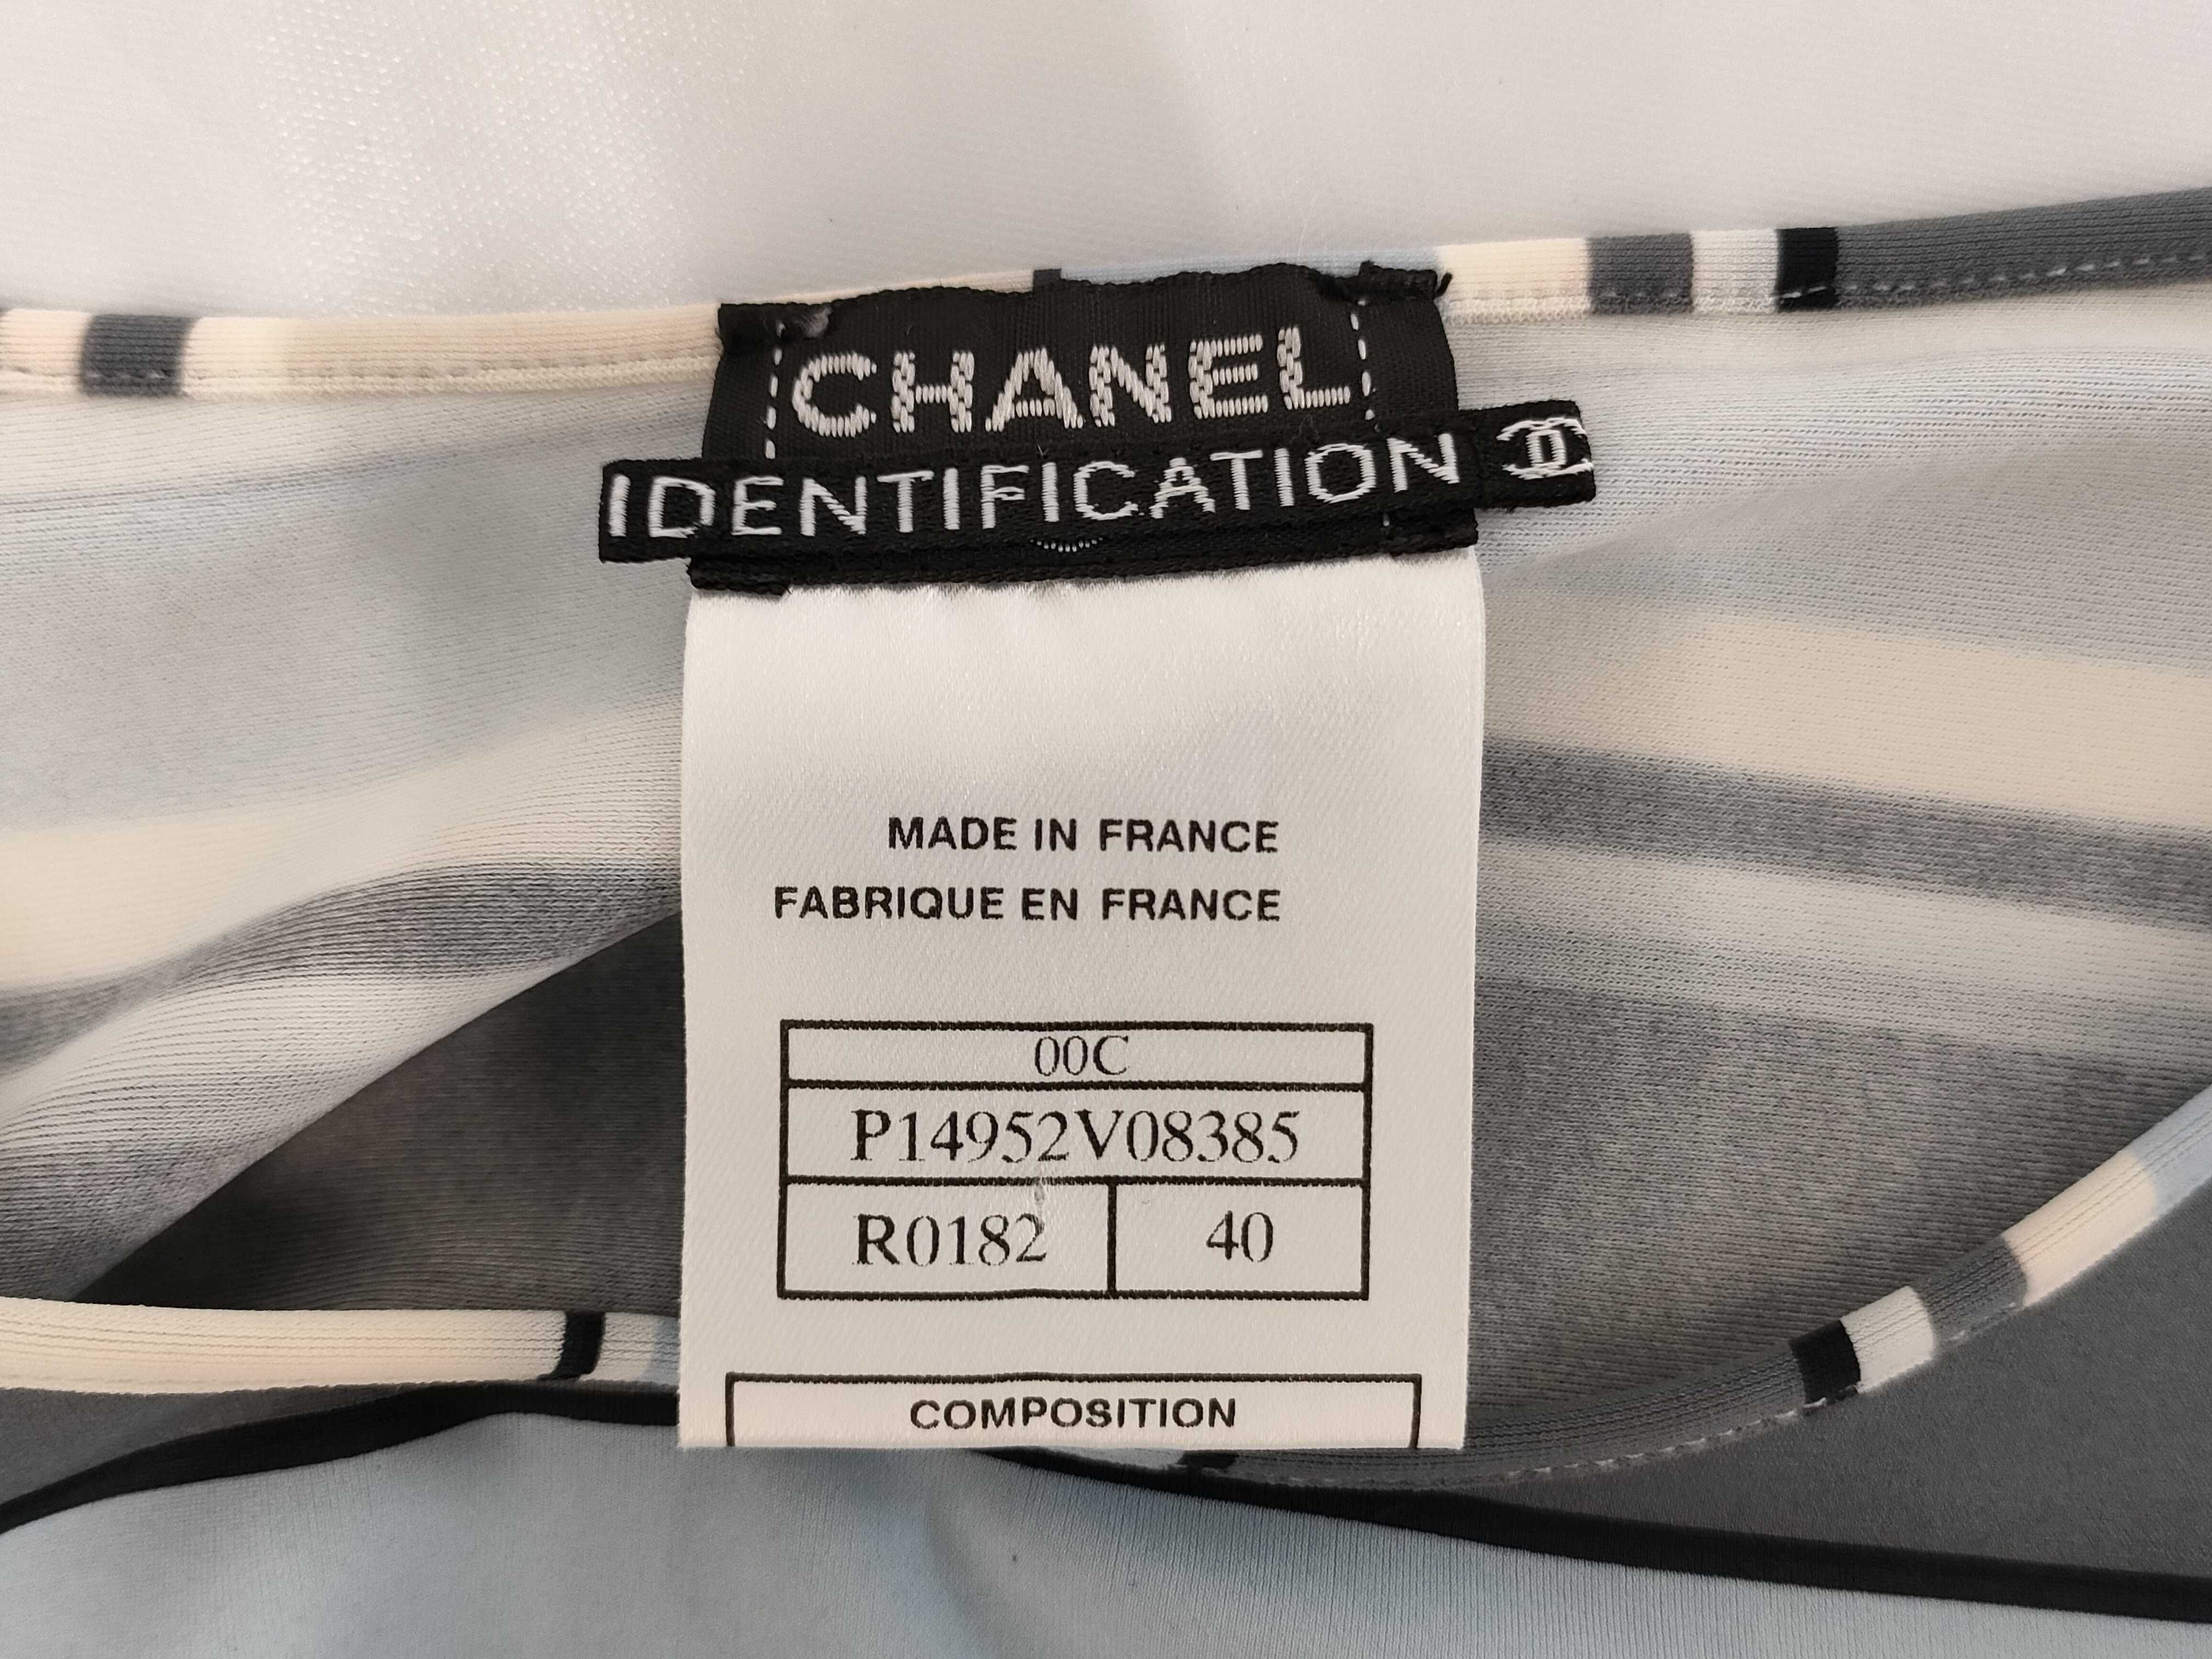 CHANEL
IDENTIFICATION
MADE IN FRANCE
FABRIQUE EN FRANCE
00C
P14952V08385
R0182 40
COMPOSITION